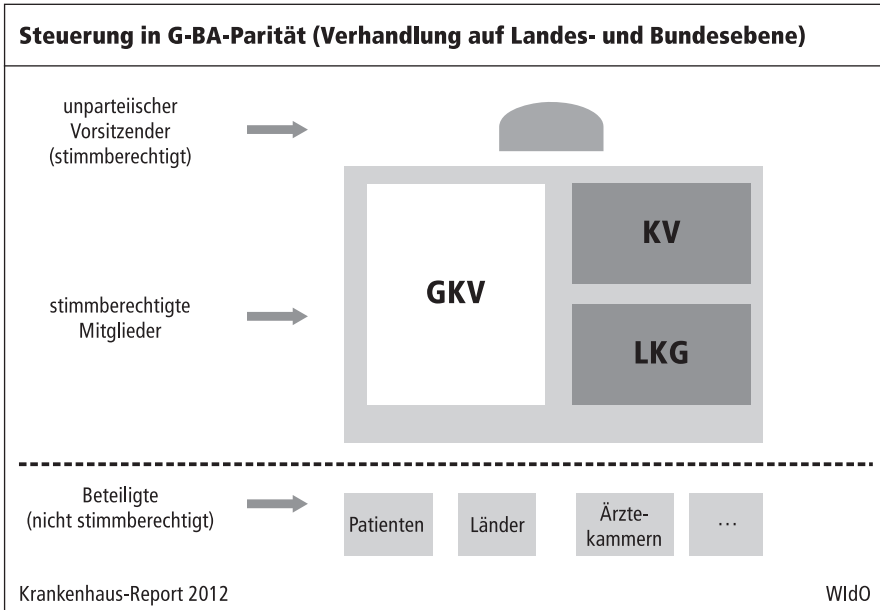 Steuerung in G-BA-Parität (Verhandlung auf Landes- und Bundesebene)
unparteiischer
Vorsitzender
(stimmberechtigt)
stimmberechtigte
Mitglieder
GKV
KV
LKG
Beteiligte
(nicht stimmberechtigt)
Patienten
Länder
Ärzte-
kammern
...
Krankenhaus-Report 2012
WIdO